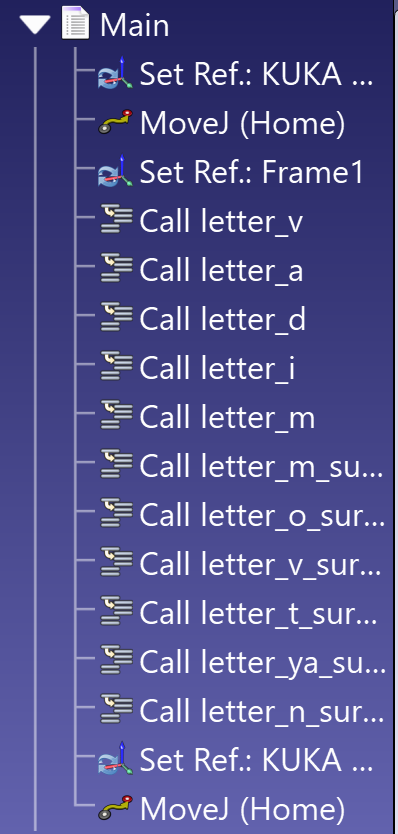 Main
Set Ref.: KUKA ...
MoveJ (Home)
Set Ref.: Frame1
Call letter_v
Call letter_a
Call letter_d
Call letter_i
Call letter_m
Call letter_m_su...
Call letter_o_sur...
Call letter_v_sur...
Call letter_t_sur...
Call letter_ya_su...
Call letter_n_sur...
Set Ref.: KUKA ...
MoveJ (Home)